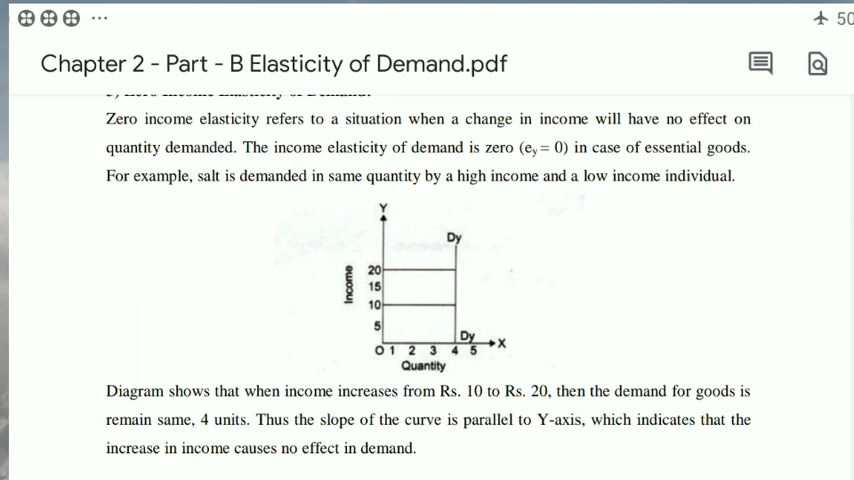 50
Chapter 2 - Part - B Elasticity of Demand.pdf
Zero income elasticity refers to a situation when a change in income will have no effect on
quantity demanded. The income elasticity of demand is zero (ey = 0) in case of essential goods.
For example, salt is demanded in same quantity by a high income and a low income individual.
Y
Dy
Income
20
15
10
5
Dy
X
O 1 2 3 4 5
Quantity
Diagram shows that when income increases from Rs. 10 to Rs. 20, then the demand for goods is
remain same, 4 units. Thus the slope of the curve is parallel to Y-axis, which indicates that the
increase in income causes no effect in demand.